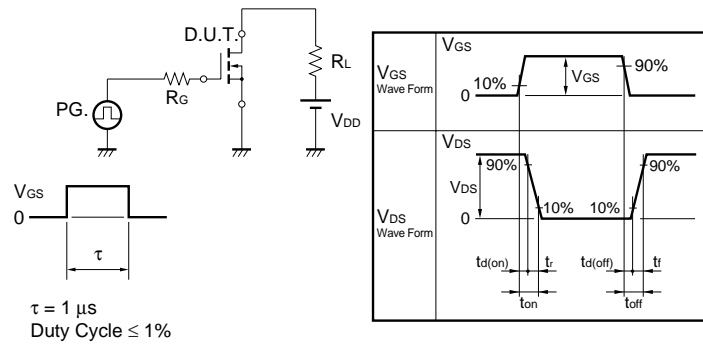 D.U.T.
RL
RG
PG.
VDD
VGS
0
τ
τ = 1 μs
Duty Cycle ≤ 1%
VGS
Wave Form
VGS
10%
0
VGS
90%
VDS
Wave Form
VDS
90%
VDS
0
10%
10%
90%
td(on)
tr
td(off)
tf
ton
toff